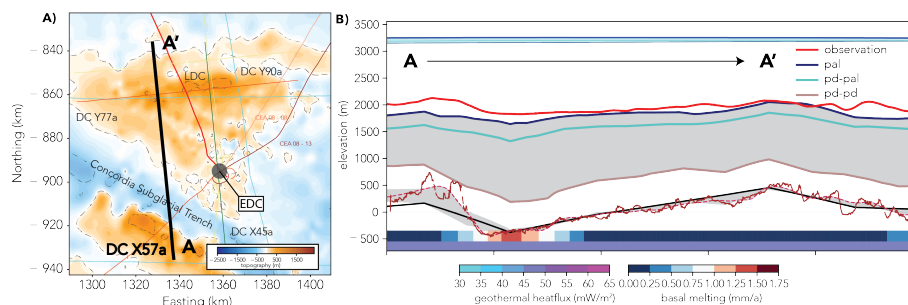 A)
− 840
− 860
− 880
− 900
− 920
− 940
Northing (km)
A'
LDC
DC Y90a
DC Y77a
CEA.08 - 13
Concordia Subglacial
Trench
EDC
DC X45a
DC X57a
A
−2500
−1500
−500
500
1500
topography (m)
1300
1320
1340
1360
1380
1400
Easting (km)
B)
3500
3000
2500
2000
1500
1000
500
0
− 500
elevation (m)
A
A'
observation
pal
pd-pal
pd-pd
30 35 40 45 50 55 60 65
geothermal heatflux (mW/m²)
0.00 0.25 0.50 0.75 1.00 1.25 1.50 1.75
basal melting (mm/a)